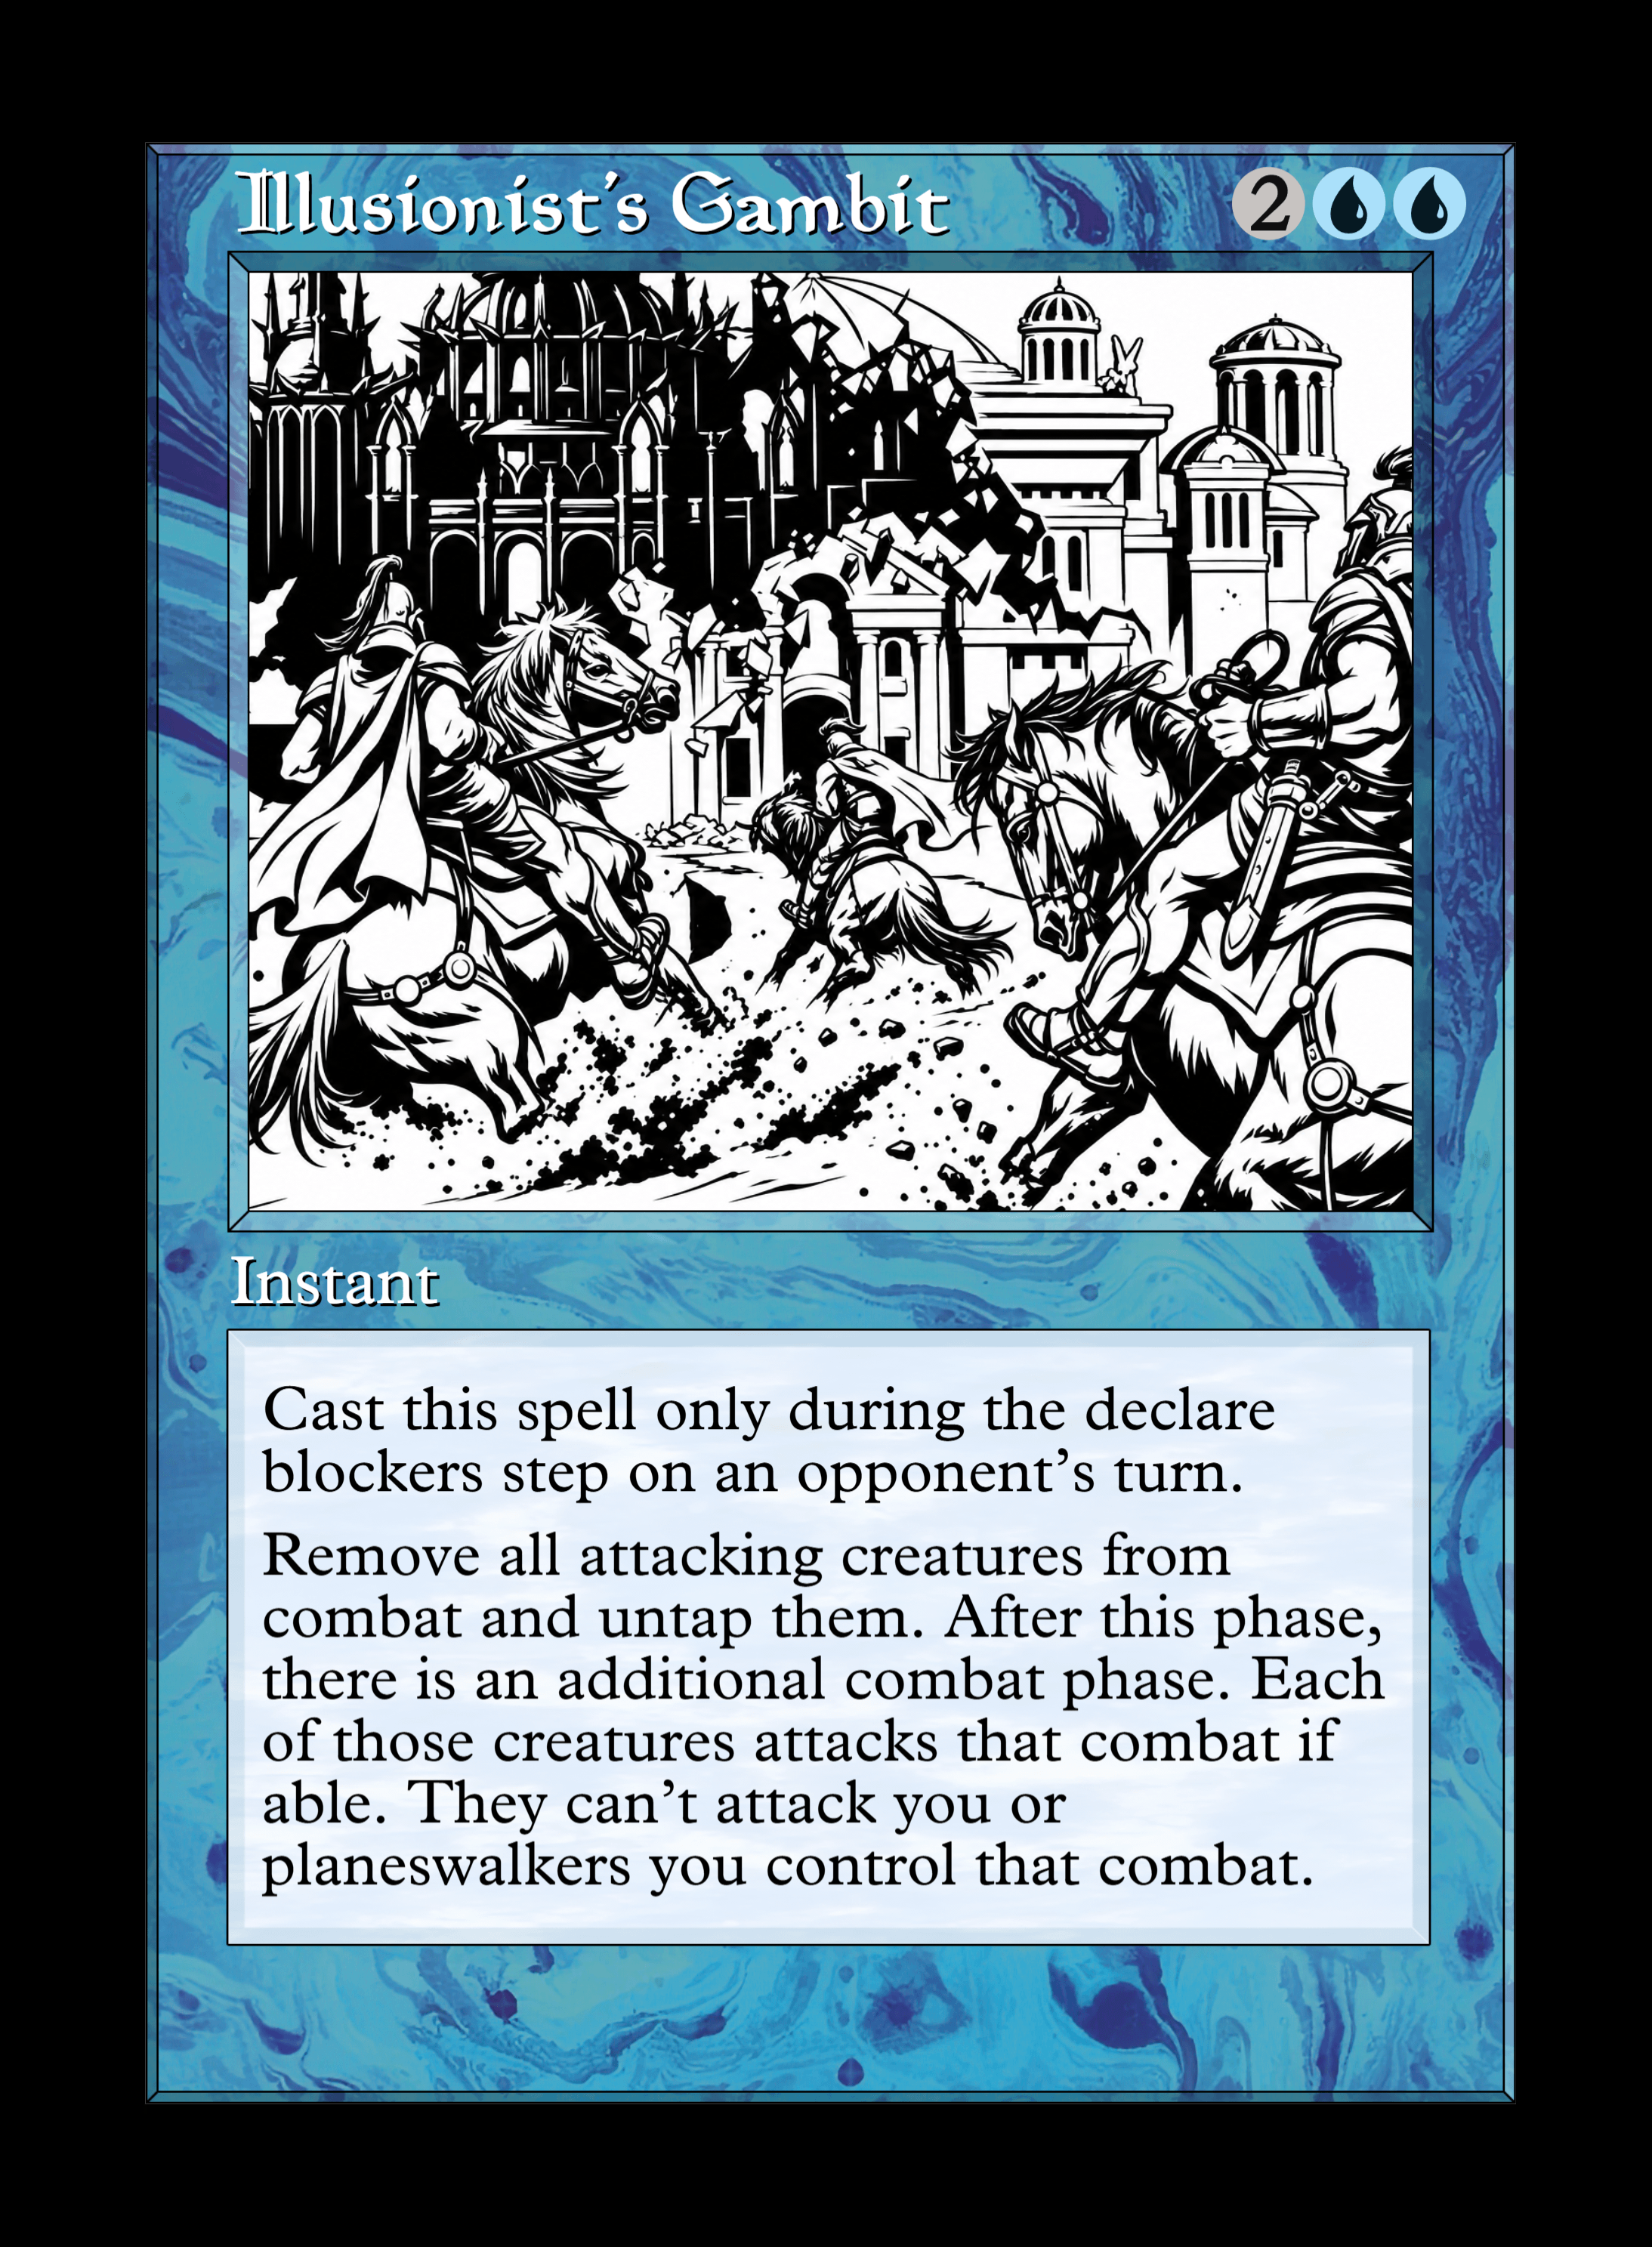 Illusionist’s Gambit 2
Instant
Cast this spell only during the declare
blockers step on an opponent’s turn.
Remove all attacking creatures from
combat and untap them. After this phase,
there is an additional combat phase. Each
of those creatures attacks that combat if
able. They can’t attack you or
planeswalkers you control that combat.